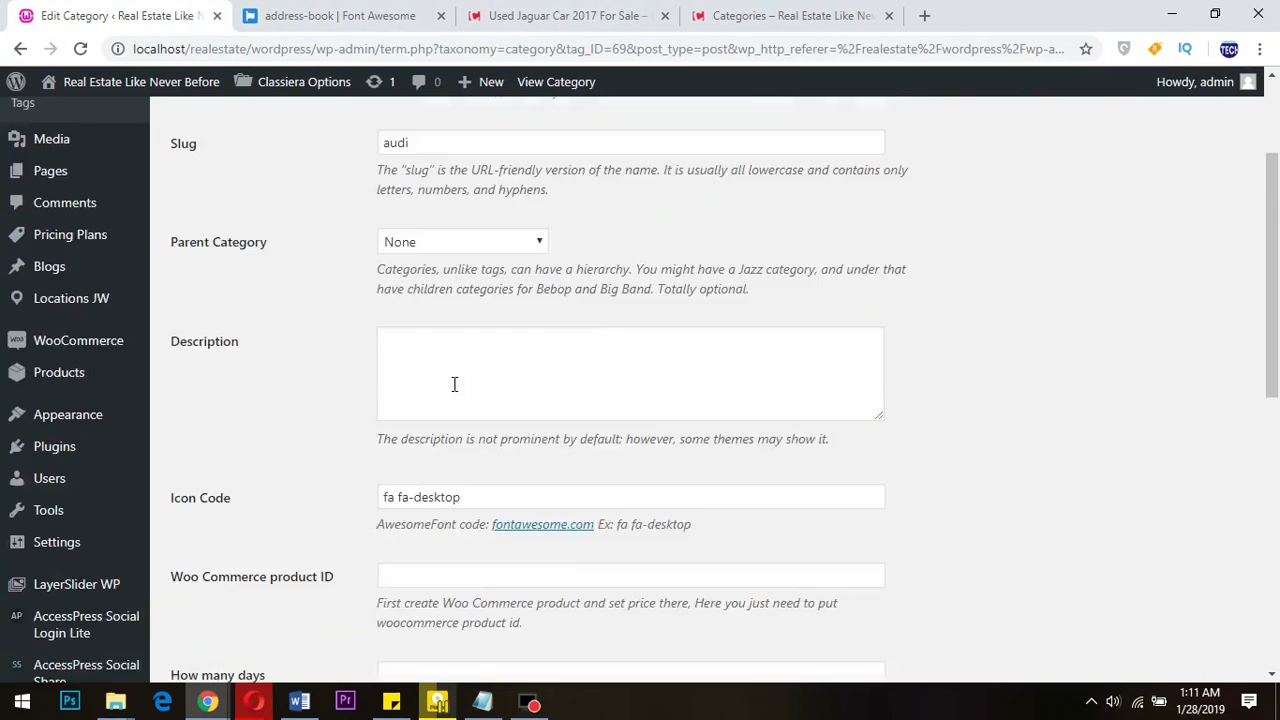 Edit Category ‹ Real Estate Like N
address-book | Font Awesome
Used Jaguar Car 2017 For Sale –
Categories – Real Estate Like Nev
localhost/realestate/wordpress/wp-admin/term.php?taxonomy=category&tag_ID=69&post_type=post&wp_http_referer=%2Frealestate%2Fwordpress%2Fwp-a...
IQ
TECH
Real Estate Like Never Before
Classiera Options
1
0
New
View Category
Howdy, admin
Tags
Media
Pages
Comments
Pricing Plans
Blogs
Locations JW
WooCommerce
Products
Appearance
Plugins
Users
Tools
Settings
LayerSlider WP
AP
AccessPress Social
Login Lite
SS
AccessPress Social
Share
Slug
audi
The “slug” is the URL-friendly version of the name. It is usually all lowercase and contains only
letters, numbers, and hyphens.
Parent Category
None
Categories, unlike tags, can have a hierarchy. You might have a Jazz category, and under that
have children categories for Bebop and Big Band. Totally optional.
Description
The description is not prominent by default; however, some themes may show it.
Icon Code
fa fa-desktop
AwesomeFont code: fontawesome.com Ex: fa fa-desktop
Woo Commerce product ID
First create Woo Commerce product and set price there, Here you just need to put
woocommerce product id.
How many days
Ps
Pr
1:11 AM
1/28/2019